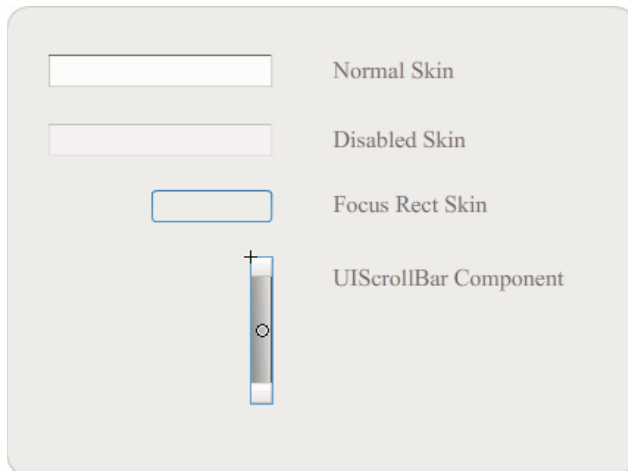 Normal Skin
Disabled Skin
Focus Rect Skin
UIScrollBar Component